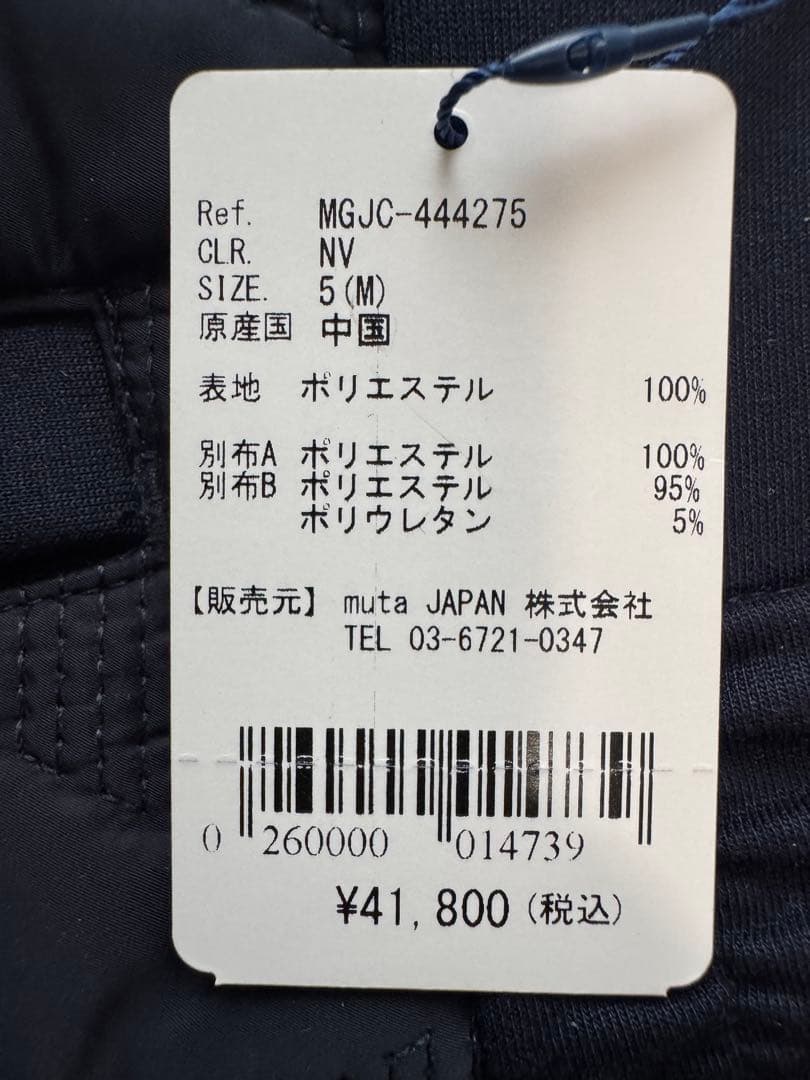 Ref. MGJC-444275
CLR. NV
SIZE. 5(M)
原産国 中国
表地 ポリエステル 100%
別布A ポリエステル 100%
別布B ポリエステル 95%
ポリウレタン 5%
【販売元】 muta JAPAN 株式会社
TEL 03-6721-0347
0 260000 014739
¥41,800(税込)